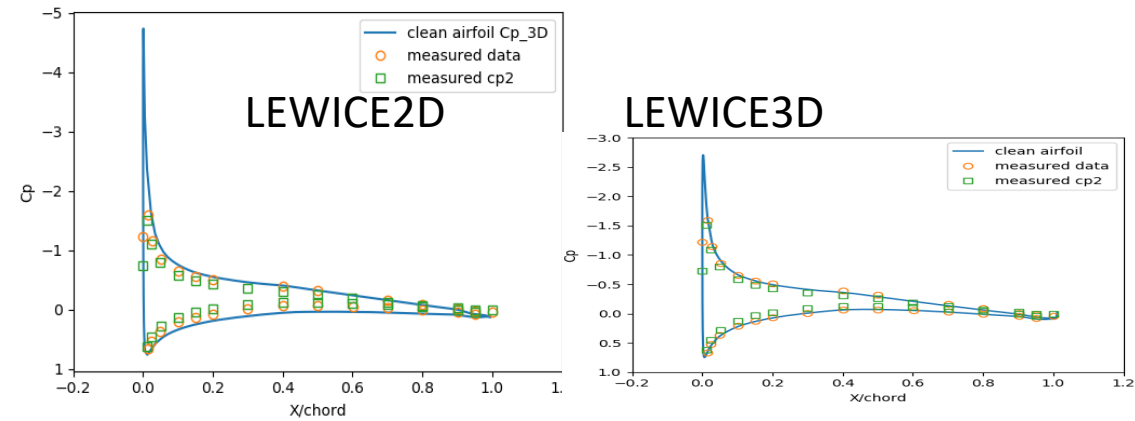 −5
clean airfoil Cp_3D
measured data
measured cp2
−4
LEWICE2D
−3
−2
−1
0
1
Cp
−0.2
0.0
0.2
0.4
0.6
0.8
1.0
1.
X/chord
LEWICE3D
−3.0
clean airfoil
measured data
measured cp2
−2.5
−2.0
−1.5
−1.0
−0.5
0.0
0.5
1.0
Cp
−0.2
0.0
0.2
0.4
0.6
0.8
1.0
1.2
X/chord